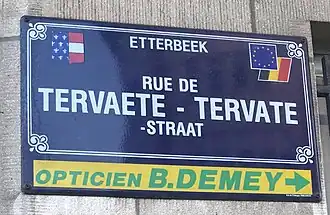 ETTERBEEK
RUE DE
TERVAETE - TERVATE
-STRAAT
OPTICIEN B.DEMEY →